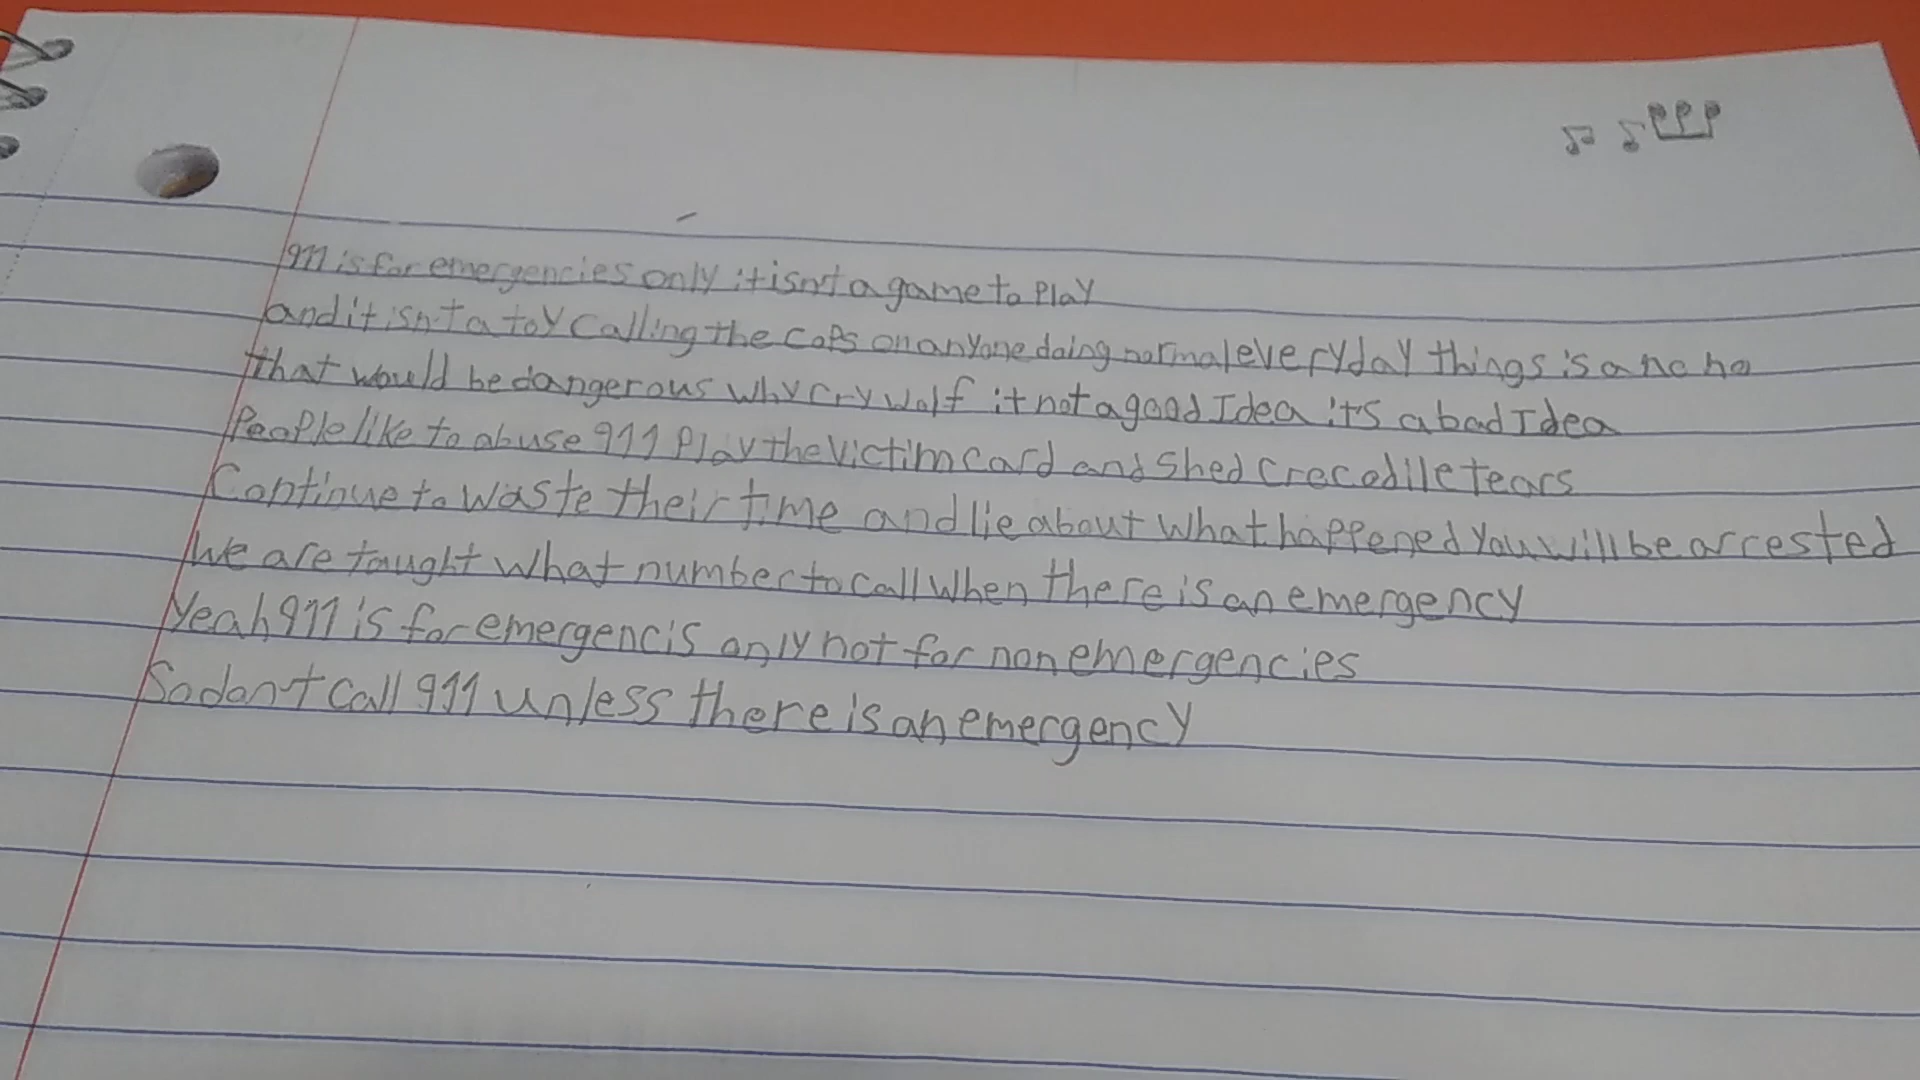 911 is for emergencies only it isn't a game to play
and it isn't a toy calling the cops on anyone doing normal everyday things is a no no
that would be dangerous why cry wolf it not a good Idea it's a bad Idea
People like to abuse 911 Play the victim card and shed crocodile tears
Continue to waste their time and lie about what happened you will be arrested
We are taught what number to call when there is an emergency
Yeah 911 is for emergencis only not for non emergencies
So don't call 911 unless there is an emergency